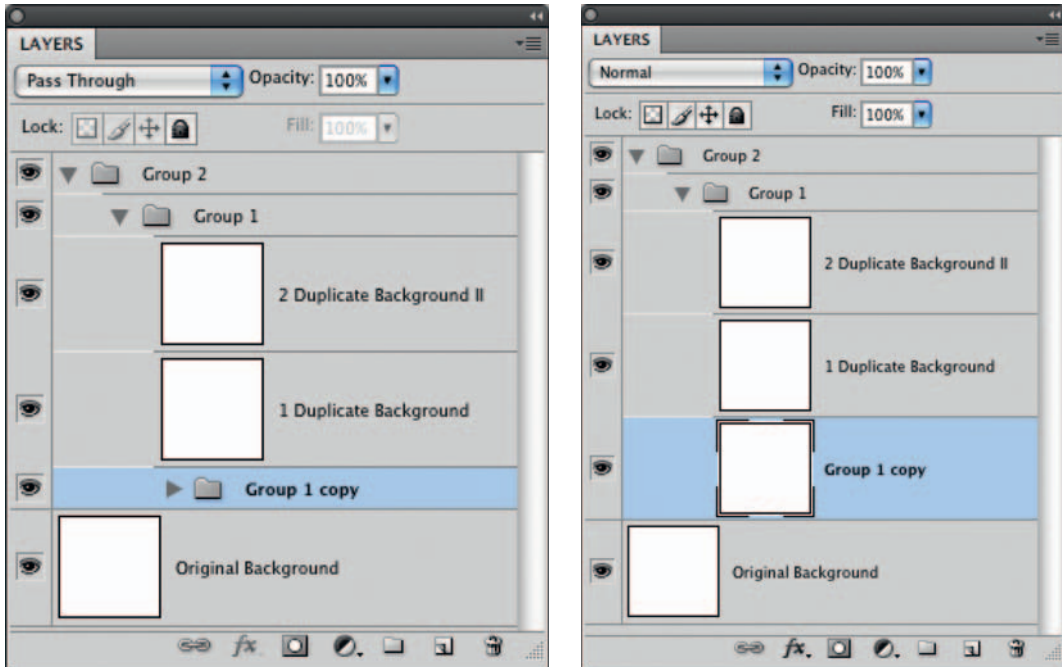 LAYERS
Pass Through
Opacity: 100%
Lock:
Fill: 100%
Group 2
Group 1
2 Duplicate Background II
1 Duplicate Background
Group 1 copy
Original Background
fx.
LAYERS
Normal
Opacity: 100%
Lock:
Fill: 100%
Group 2
Group 1
2 Duplicate Background II
1 Duplicate Background
Group 1 copy
Original Background
fx.